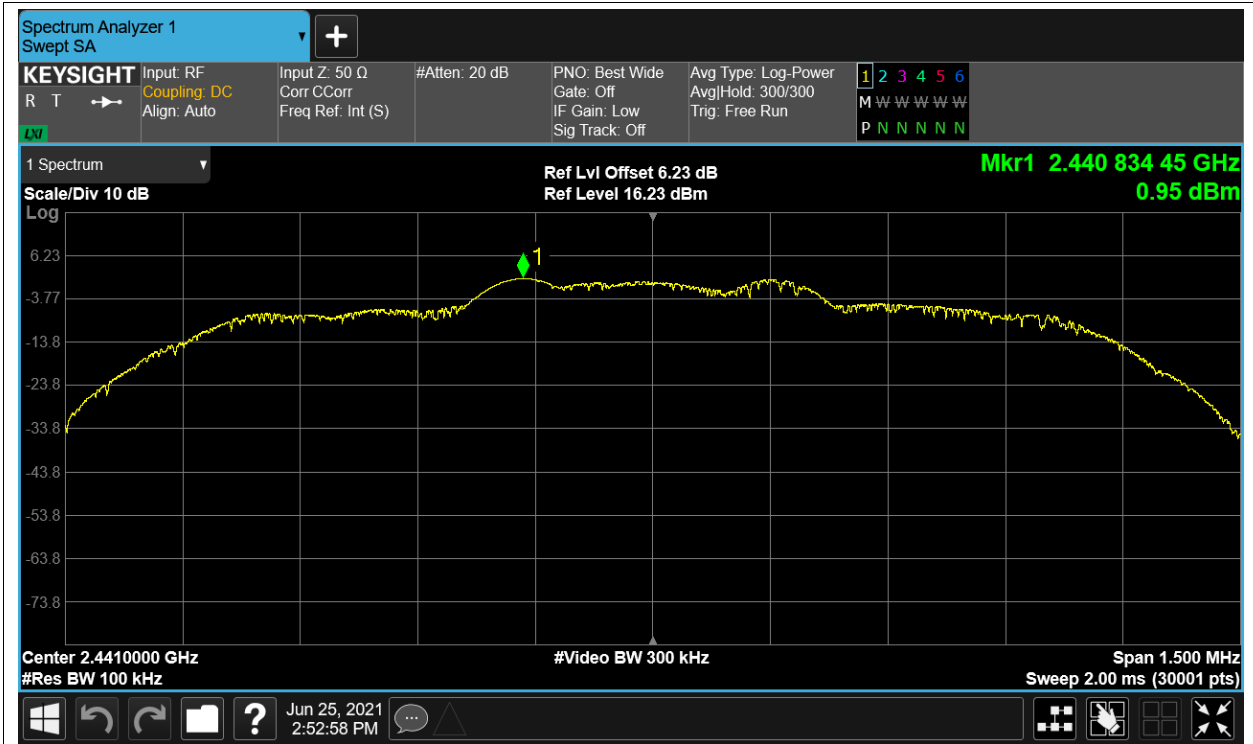 Spectrum Analyzer 1
Swept SA
KEYSIGHT
R T
LXI
Input: RF
Coupling: DC
Align: Auto
Input Z: 50 Ω
Corr CCorr
Freq Ref: Int (S)
#Atten: 20 dB
PNO: Best Wide
Gate: Off
IF Gain: Low
Sig Track: Off
Avg Type: Log-Power
Avg|Hold: 300/300
Trig: Free Run
1 2 3 4 5 6
M W W W W W
P N N N N N
1 Spectrum
Scale/Div 10 dB
Log
Ref Lvl Offset 6.23 dB
Ref Level 16.23 dBm
Mkr1 2.440 834 45 GHz
0.95 dBm
1
6.23
-3.77
-13.8
-23.8
-33.8
-43.8
-53.8
-63.8
-73.8
Center 2.4410000 GHz
#Video BW 300 kHz
Span 1.500 MHz
#Res BW 100 kHz
Sweep 2.00 ms (30001 pts)
?
Jun 25, 2021
2:52:58 PM